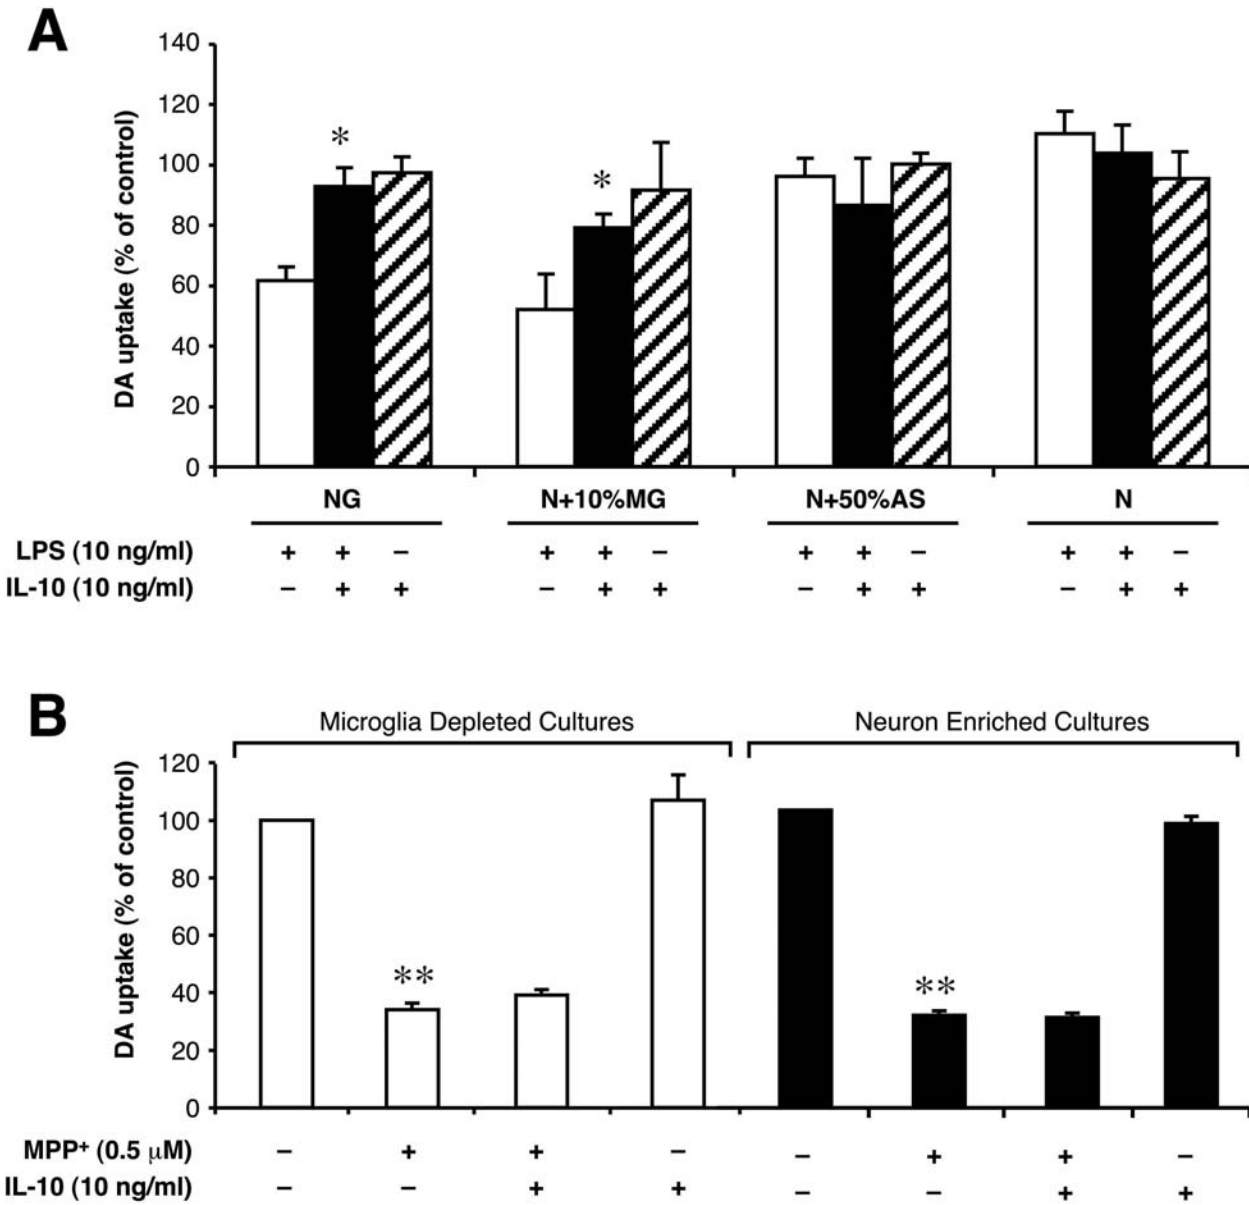 A
140
120
100
80
60
40
20
0
DA uptake (% of control)
*
*
NG N+10%MG N+50%AS N
LPS (10 ng/ml) + + − + + − + + − + + −
IL-10 (10 ng/ml) − + + − + + − + + − + +
B
Microglia Depleted Cultures Neuron Enriched Cultures
120
100
80
60
40
20
0
DA uptake (% of control)
**
**
MPP⁺ (0.5 μM) − + + − − + + −
IL-10 (10 ng/ml) − − + + − − + +